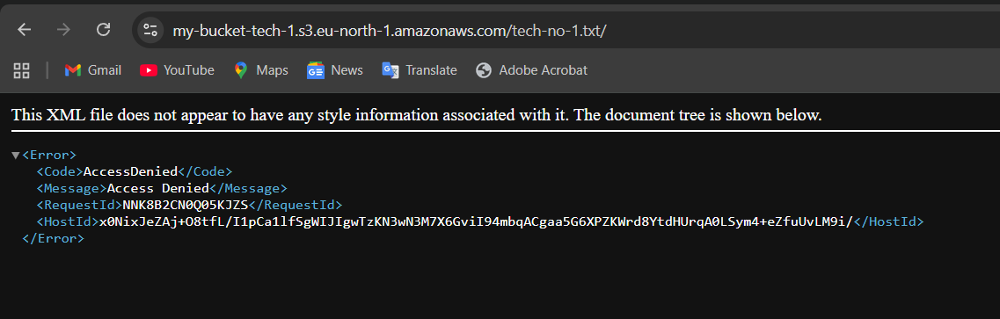 my-bucket-tech-1.s3.eu-north-1.amazonaws.com/tech-no-1.txt/
Gmail YouTube Maps News Translate Adobe Acrobat
This XML file does not appear to have any style information associated with it. The document tree is shown below.
▼<Error>
<Code>AccessDenied</Code>
<Message>Access Denied</Message>
<RequestId>NNK8B2CN0Q05KJZS</RequestId>
<HostId>x0NixJeZAj+O8tfL/I1pCa1lfSgWIJIgwTzKN3wN3M7X6GviI94mbqACgaa5G6XPZKWrd8YtdHUrqA0LSym4+eZfuUvLM9i/</HostId>
</Error>